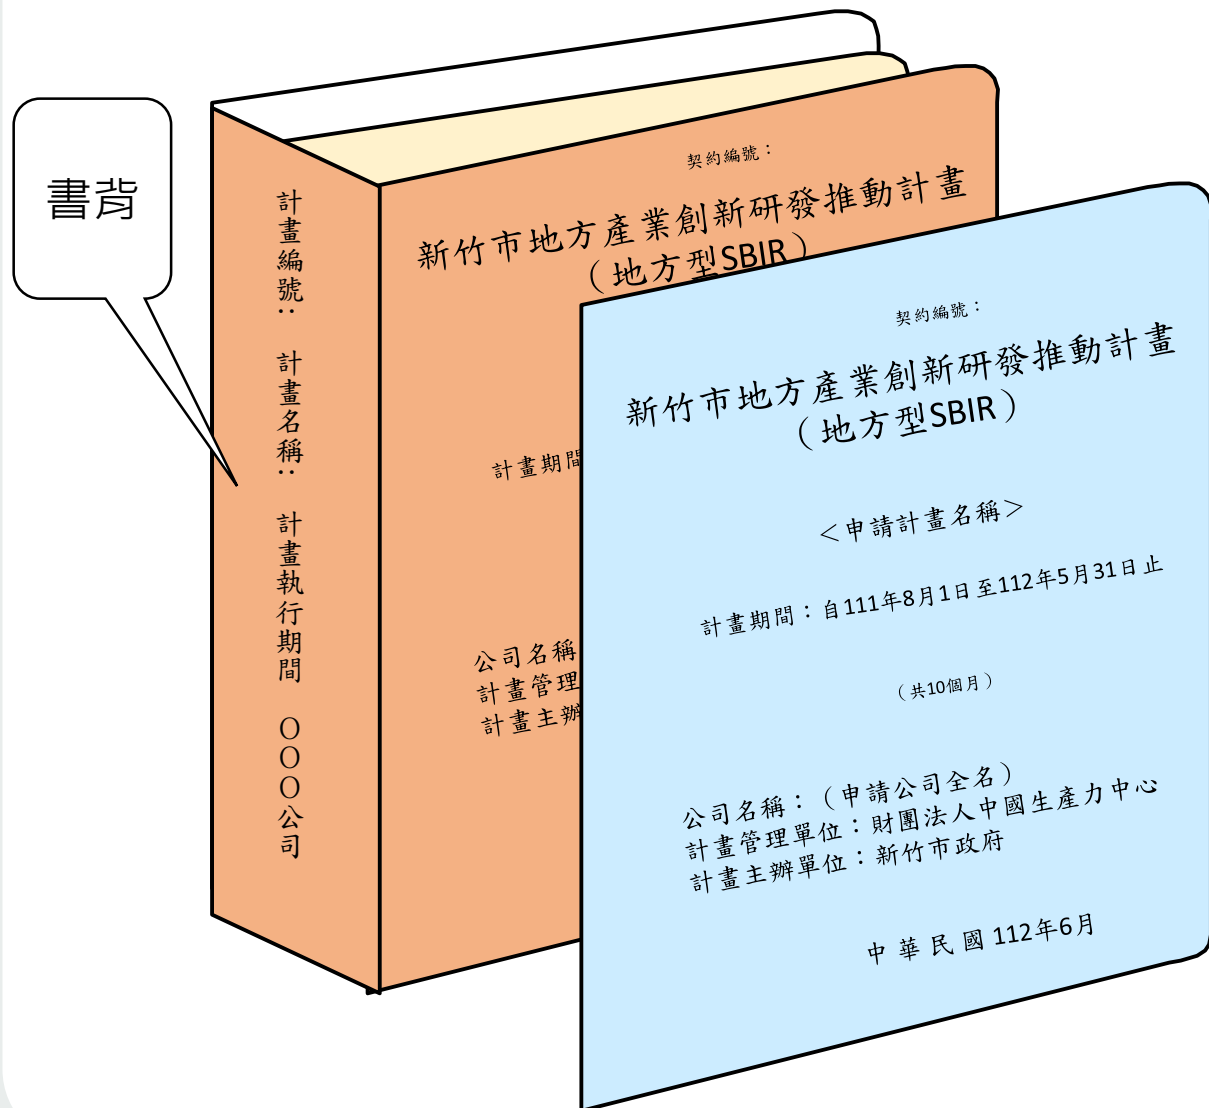 書背
計畫編號： 計畫名稱： 計畫執行期間 ○○○公司
契約編號：
新竹市地方產業創新研發推動計畫
（地方型SBIR）
計畫期間
公司名稱
計畫管理
計畫主辦
契約編號：
新竹市地方產業創新研發推動計畫
（地方型SBIR）
＜申請計畫名稱＞
計畫期間：自111年8月1日至112年5月31日止
（共10個月）
公司名稱：（申請公司全名）
計畫管理單位：財團法人中國生產力中心
計畫主辦單位：新竹市政府
中 華 民 國 112年6月